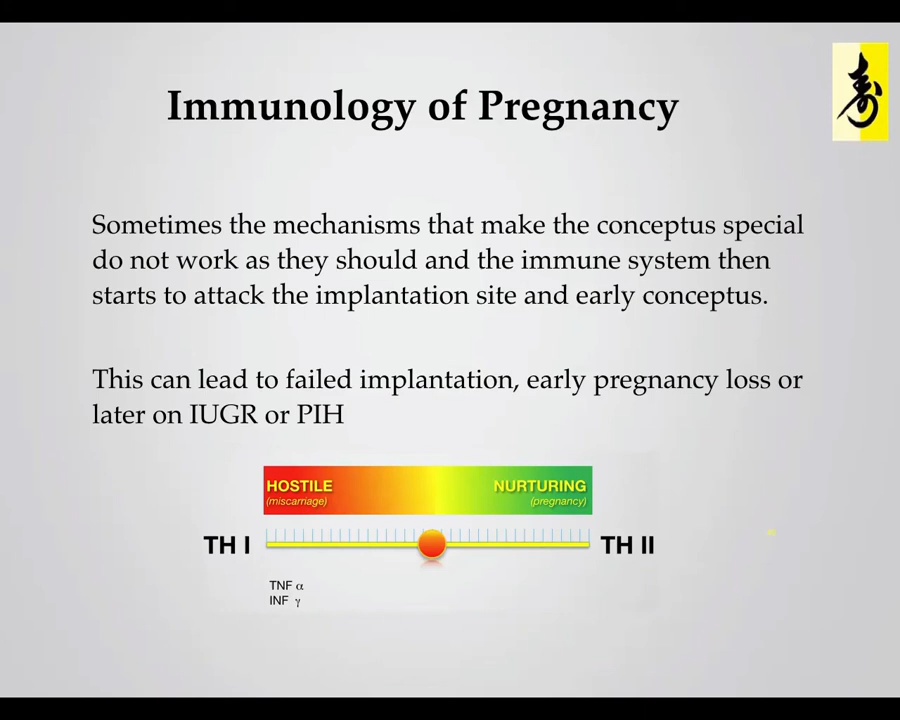 Immunology of Pregnancy
寿
Sometimes the mechanisms that make the conceptus special
do not work as they should and the immune system then
starts to attack the implantation site and early conceptus.
This can lead to failed implantation, early pregnancy loss or
later on IUGR or PIH
HOSTILE NURTURING
(miscarriage) (pregnancy)
TH I TH II
TNF α
INF γ